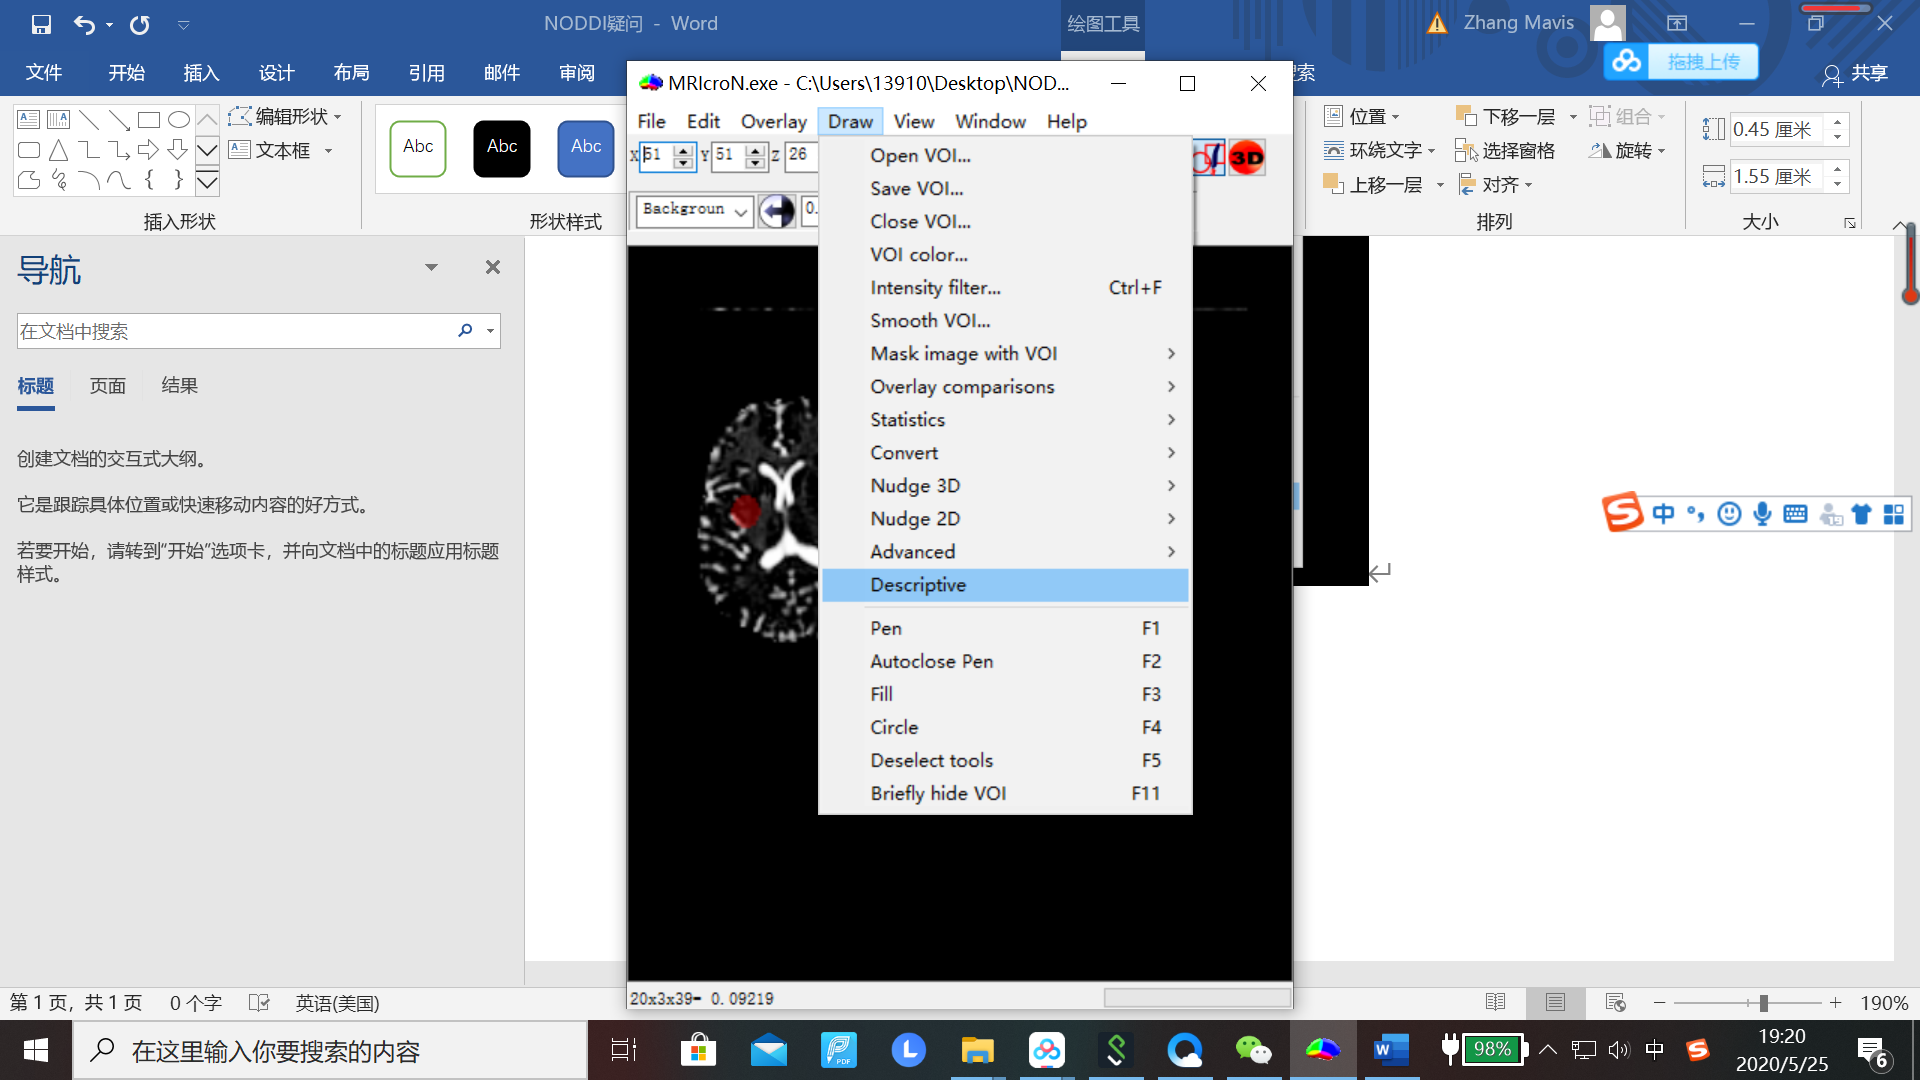 NODDI疑问 - Word
绘图工具
Zhang Mavis
拖拽上传
文件
开始
插入
设计
布局
引用
邮件
审阅
共享
编辑形状
文本框
插入形状
Abc
Abc
Abc
形状样式
位置
环绕文字
上移一层
下移一层
选择窗格
对齐
组合
旋转
排列
0.45 厘米
1.55 厘米
大小
MRIcroN.exe - C:\Users\13910\Desktop\NOD...
File Edit Overlay Draw View Window Help
X 51 Y 51 Z 26
3D
Backgroun
0.
Open VOI...
Save VOI...
Close VOI...
VOI color...
Intensity filter... Ctrl+F
Smooth VOI...
Mask image with VOI
Overlay comparisons
Statistics
Convert
Nudge 3D
Nudge 2D
Advanced
Descriptive
Pen F1
Autoclose Pen F2
Fill F3
Circle F4
Deselect tools F5
Briefly hide VOI F11
20x3x39= 0.09219
导航
在文档中搜索
标题
页面
结果
创建文档的交互式大纲。
它是跟踪具体位置或快速移动内容的好方式。
若要开始，请转到“开始”选项卡，并向文档中的标题应用标题
样式。
中
第 1 页，共 1 页
0 个字
英语(美国)
190%
在这里输入你要搜索的内容
PDF
98%
中
19:20
2020/5/25
6